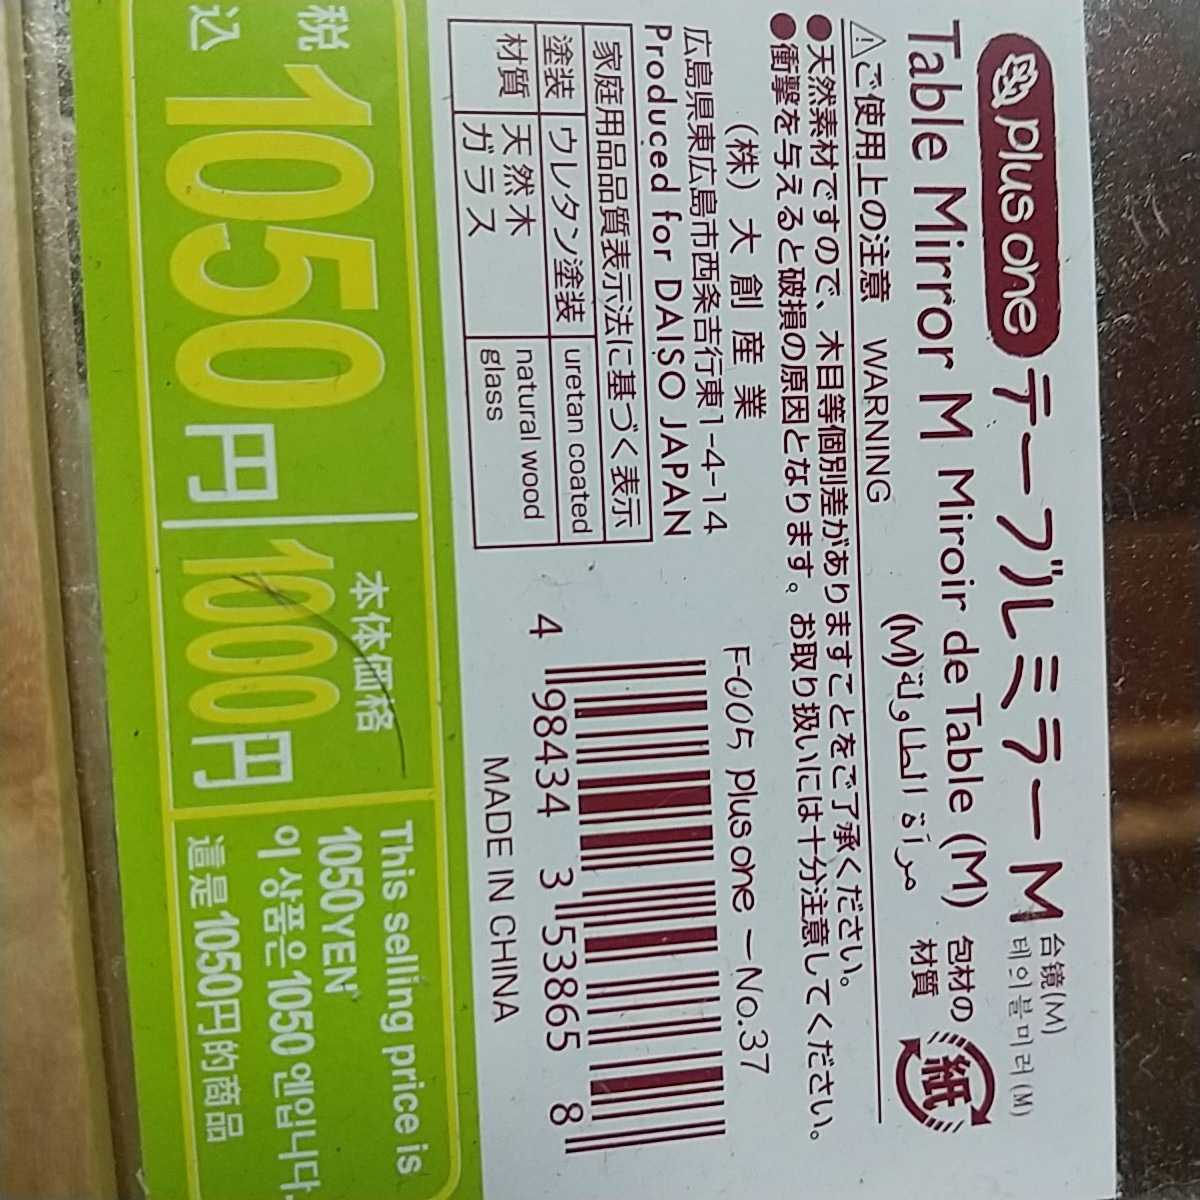 plus one テーブルミラーM 台镜(M)
테의블미러(M)
Table Mirror M Miroir de Table (M)
مرآة الطاولة(M)
包材の
材質
紙
⚠ご使用上の注意 WARNING
●天然素材ですので、木目等個別差がありますことをご了承ください。
●衝撃を与えると破損の原因となります。お取り扱いには十分注意してください。
(株)大創産業
広島県東広島市西条吉行東1-4-14
Produced for DAISO JAPAN
家庭用品品質表示法に基づく表示
塗装 ウレタン塗装 uretan coated
材質 天然木 natural wood
ガラス glass
F-005 plus one －No.37
4 984343 538658
MADE IN CHINA
税込 1050円
本体価格
1000円
This selling price is
1050YEN
이 상품은 1050 엔입니다.
這是1050円的商品